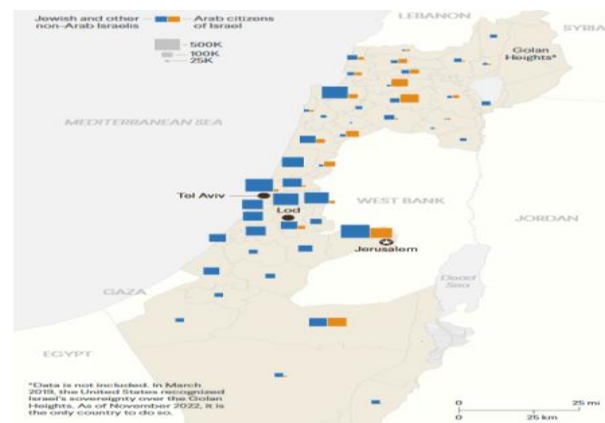 Jewish and other
non-Arab Israelis
Arab citizens
of Israel
500K
100K
25K
LEBANON
SYRIA
Golan
Heights*
MEDITERRANEAN SEA
Tel Aviv
WEST BANK
Lod
JORDAN
Jerusalem
Dead
Sea
GAZA
EGYPT
*Data is not included. In March
2019, the United States recognized
Israel's sovereignty over the Golan
Heights. As of November 2022, it is
the only country to do so.
0
25 mi
0
25 km